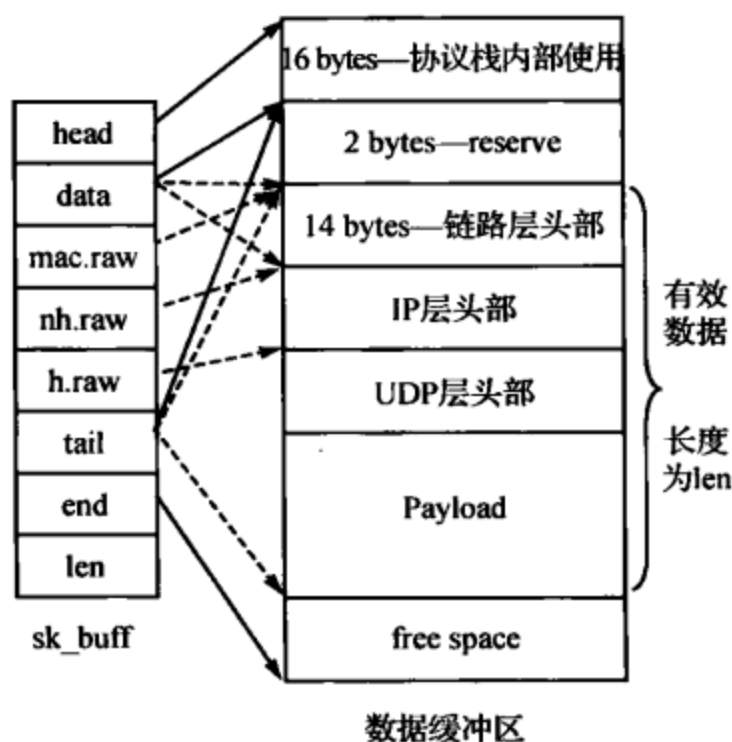 head
data
mac.raw
nh.raw
h.raw
tail
end
len
sk_buff
16 bytes—协议栈内部使用
2 bytes—reserve
14 bytes—链路层头部
IP层头部
UDP层头部
Payload
free space
数据缓冲区
有效
数据
长度
为len